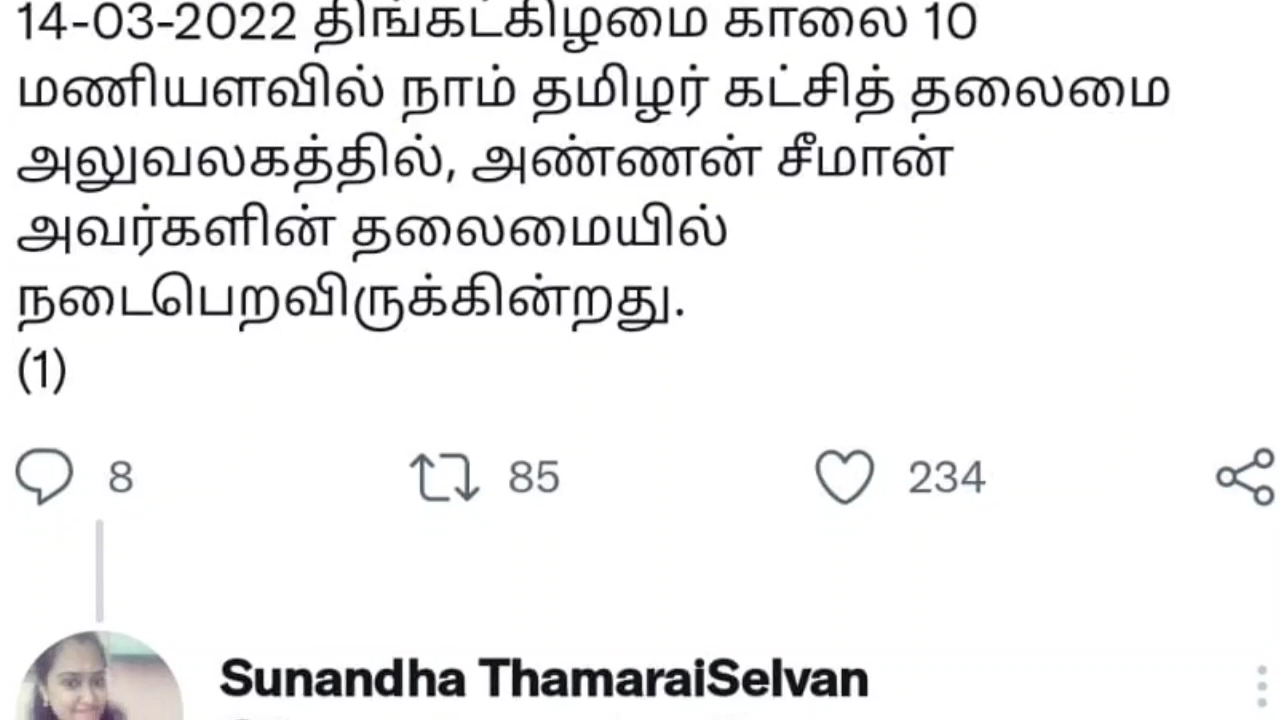 14-03-2022 திங்கட்கிழமை காலை 10
மணியளவில் நாம் தமிழர் கட்சித் தலைமை
அலுவலகத்தில், அண்ணன் சீமான்
அவர்களின் தலைமையில்
நடைபெறவிருக்கின்றது.
(1)
8 85 234
Sunandha ThamaraiSelvan